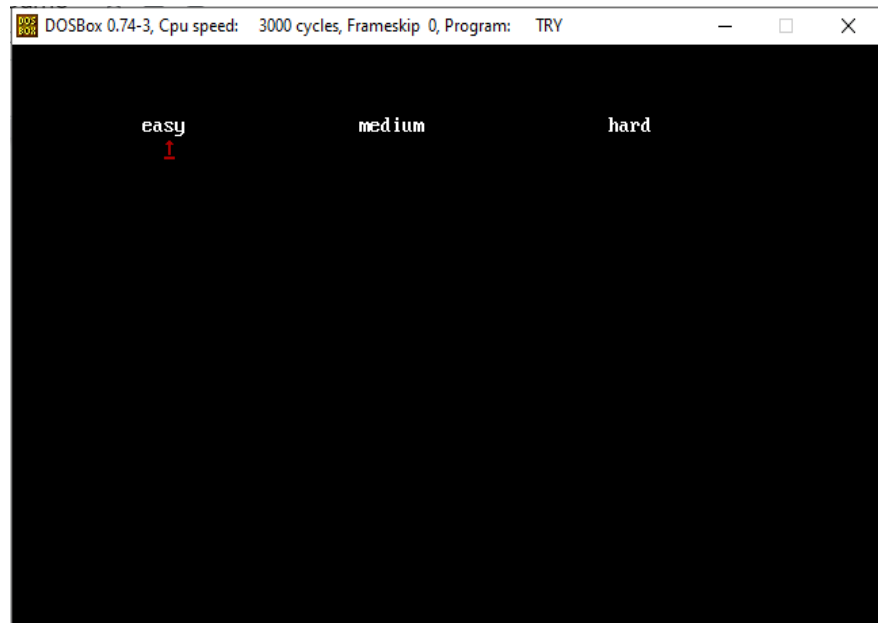 DOSBox 0.74-3, Cpu speed: 3000 cycles, Frameskip 0, Program: TRY
easy medium hard